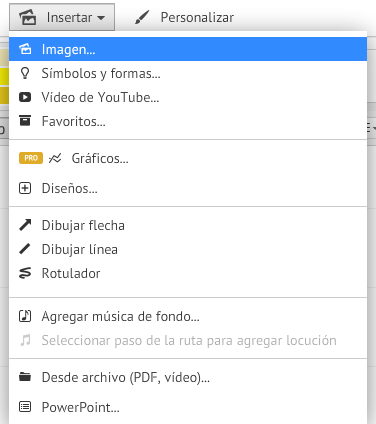 Insertar Personalizar
Imagen...
Símbolos y formas...
Vídeo de YouTube...
Favoritos...
PRO Gráficos...
Diseños...
Dibujar flecha
Dibujar línea
Rotulador
Agregar música de fondo...
Seleccionar paso de la ruta para agregar locución
Desde archivo (PDF, vídeo)...
PowerPoint...